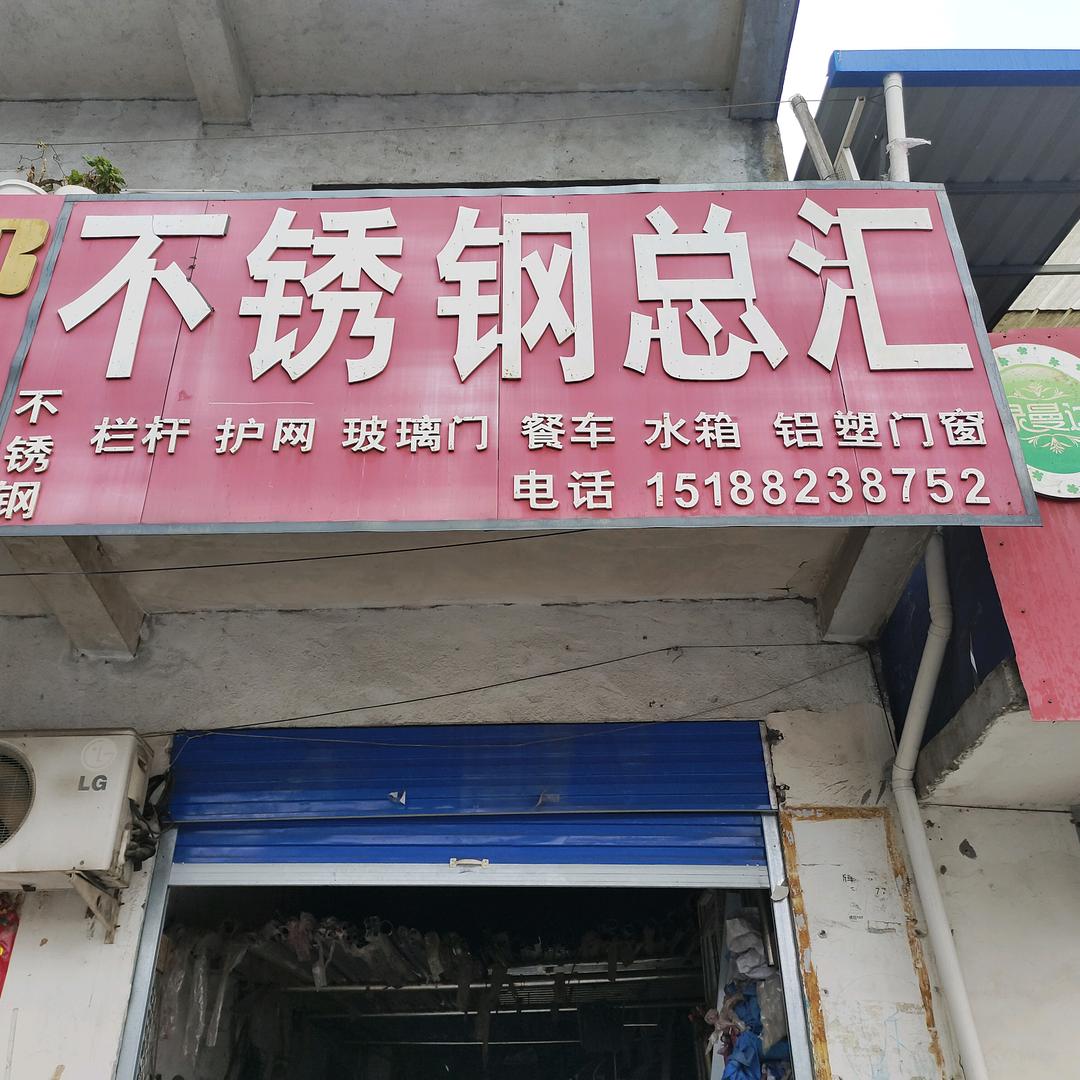 不锈钢总汇
不锈钢
栏杆 护网 玻璃门 餐车 水箱 铝塑门窗
电话 15188238752
LG